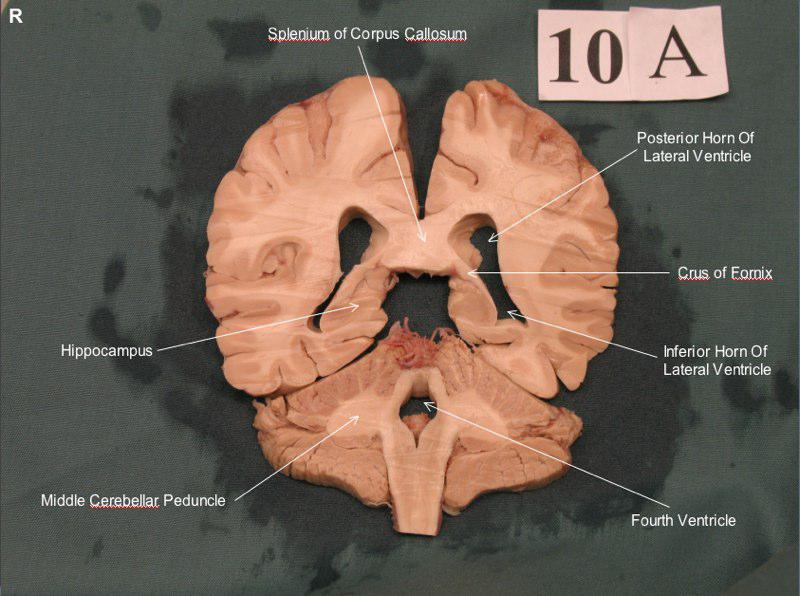 R
Splenium of Corpus Callosum
10 A
Posterior Horn Of
Lateral Ventricle
Crus of Fornix
Hippocampus
Inferior Horn Of
Lateral Ventricle
Middle Cerebellar Peduncle
Fourth Ventricle